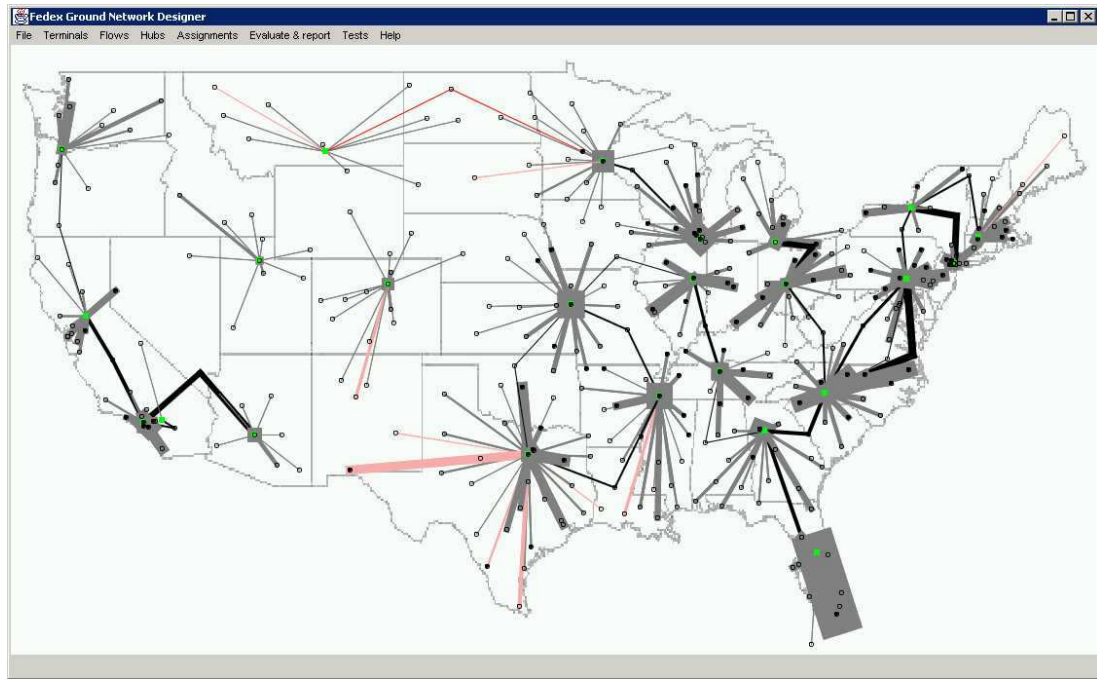 Fedex Ground Network Designer
File Terminals Flows Hubs Assignments Evaluate & report Tests Help